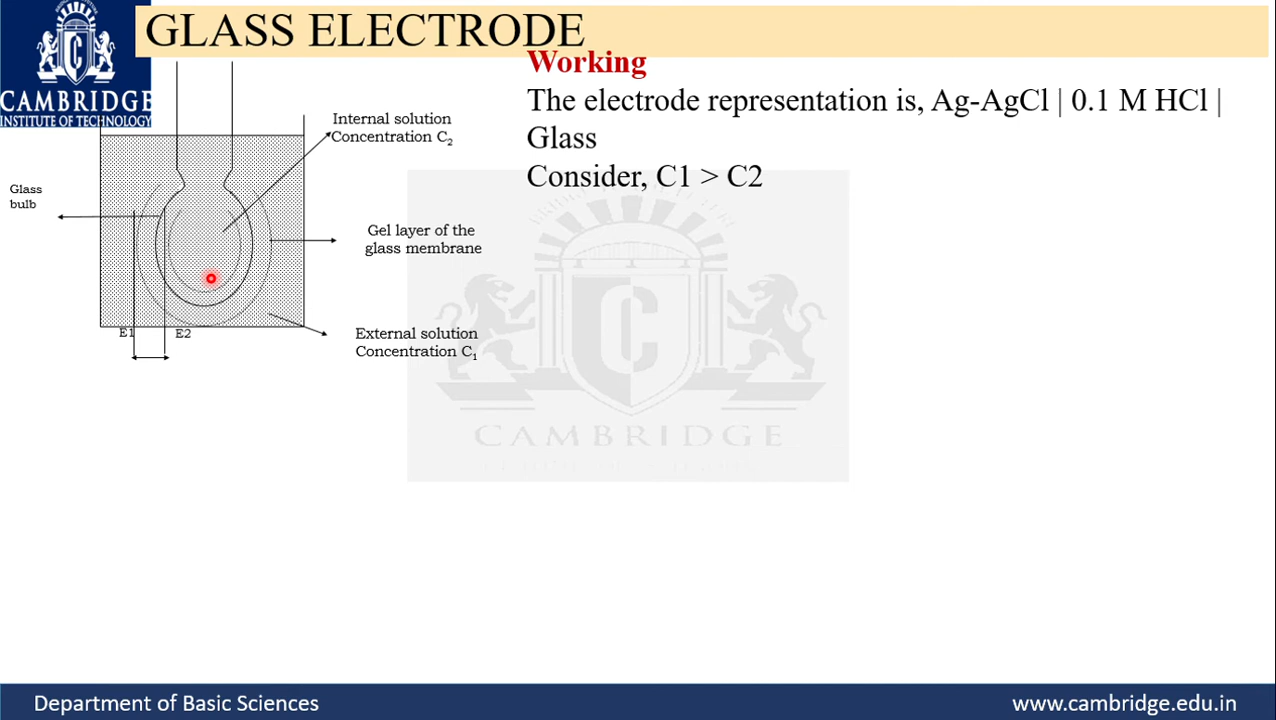 GLASS ELECTRODE
C
CAMBRIDGE
INSTITUTE OF TECHNOLOGY
Working
The electrode representation is, Ag-AgCl | 0.1 M HCl |
Glass
Consider, C1 > C2
Internal solution
Concentration C₂
Glass
bulb
Gel layer of the
glass membrane
E1
E2
External solution
Concentration C₁
C
CAMBRIDGE
Department of Basic Sciences
www.cambridge.edu.in